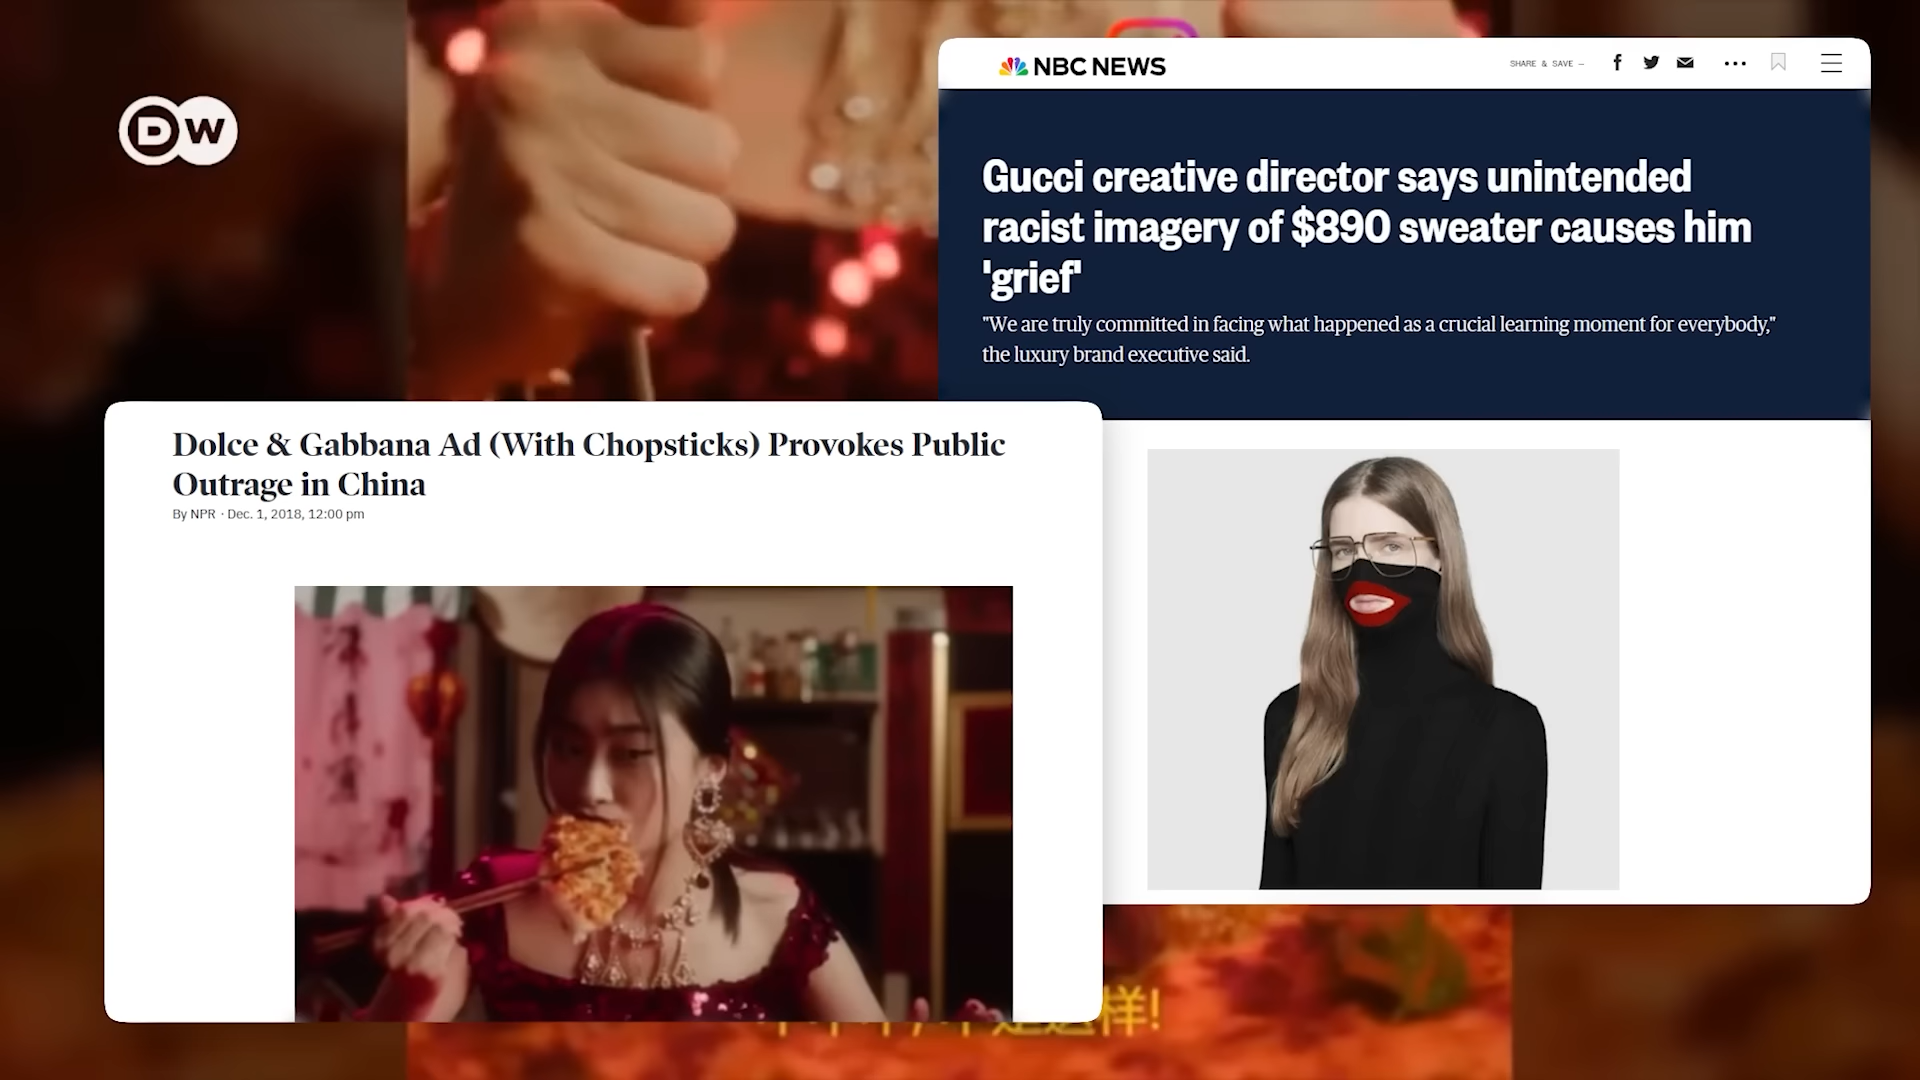 DW
NBC NEWS
SHARE & SAVE —
Gucci creative director says unintended
racist imagery of $890 sweater causes him
'grief'
"We are truly committed in facing what happened as a crucial learning moment for everybody,"
the luxury brand executive said.
Dolce & Gabbana Ad (With Chopsticks) Provokes Public
Outrage in China
By NPR · Dec. 1, 2018, 12:00 pm
样!